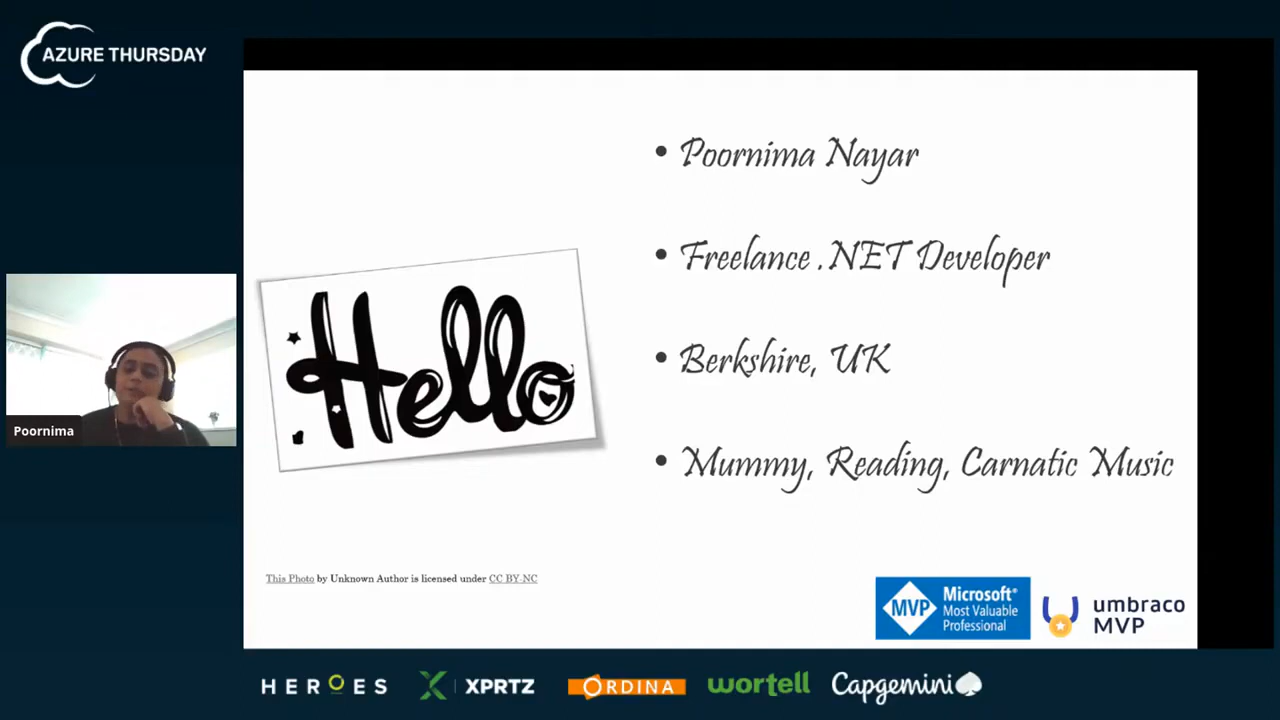 AZURE THURSDAY
• Poornima Nayar
• Freelance .NET Developer
• Berkshire, UK
• Mummy, Reading, Carnatic Music
Hello
Poornima
This Photo by Unknown Author is licensed under CC BY-NC
MVP
Microsoft®
Most Valuable
Professional
umbraco
MVP
HEROES
XPRTZ
ORDINA
wortell
Capgemini